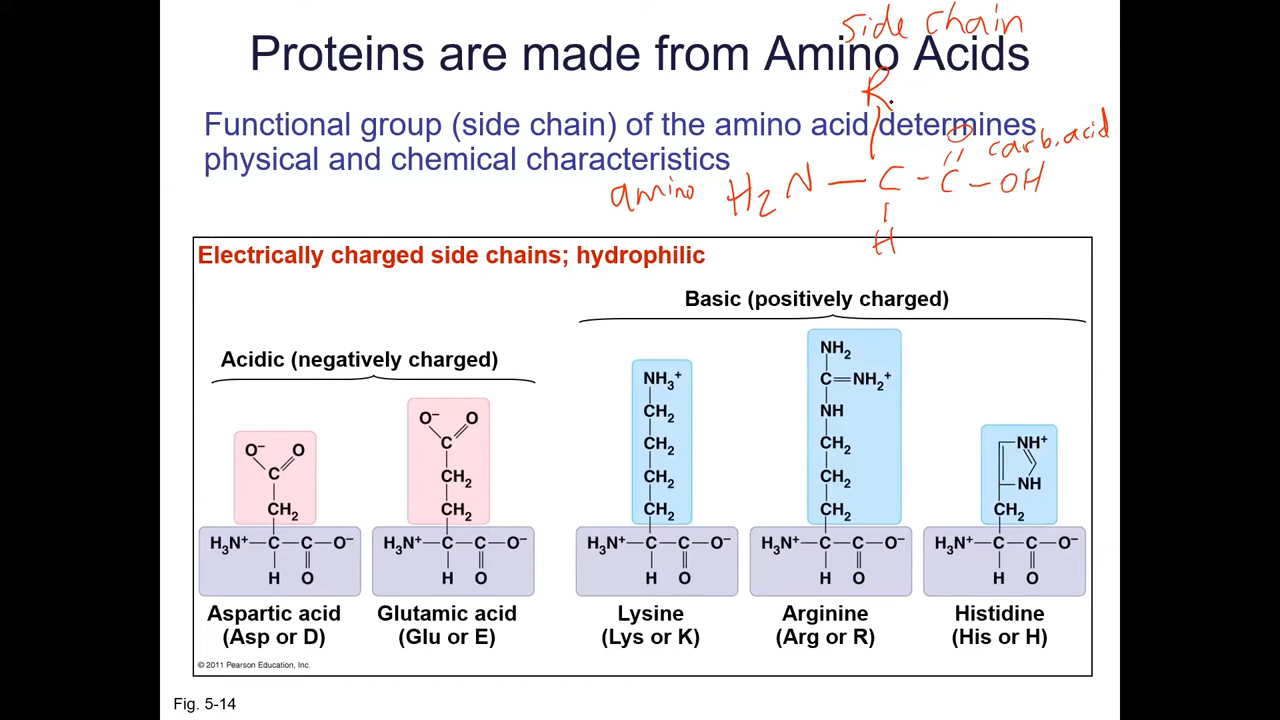 side chain
Proteins are made from Amino Acids
R
Functional group (side chain) of the amino acid determines
physical and chemical characteristics
O
carb. acid
amino H₂N — C - C - OH
H
Electrically charged side chains; hydrophilic
Basic (positively charged)
Acidic (negatively charged)
NH₂
NH₃⁺ C=NH₂⁺
O⁻ O CH₂ NH
O⁻ O C CH₂ CH₂ NH⁺
C CH₂ CH₂ CH₂ NH
CH₂ CH₂ CH₂ CH₂ CH₂
H₃N⁺—C—C—O⁻ H₃N⁺—C—C—O⁻ H₃N⁺—C—C—O⁻ H₃N⁺—C—C—O⁻ H₃N⁺—C—C—O⁻
H O H O H O H O H O
Aspartic acid Glutamic acid Lysine Arginine Histidine
(Asp or D) (Glu or E) (Lys or K) (Arg or R) (His or H)
© 2011 Pearson Education, Inc.
Fig. 5-14